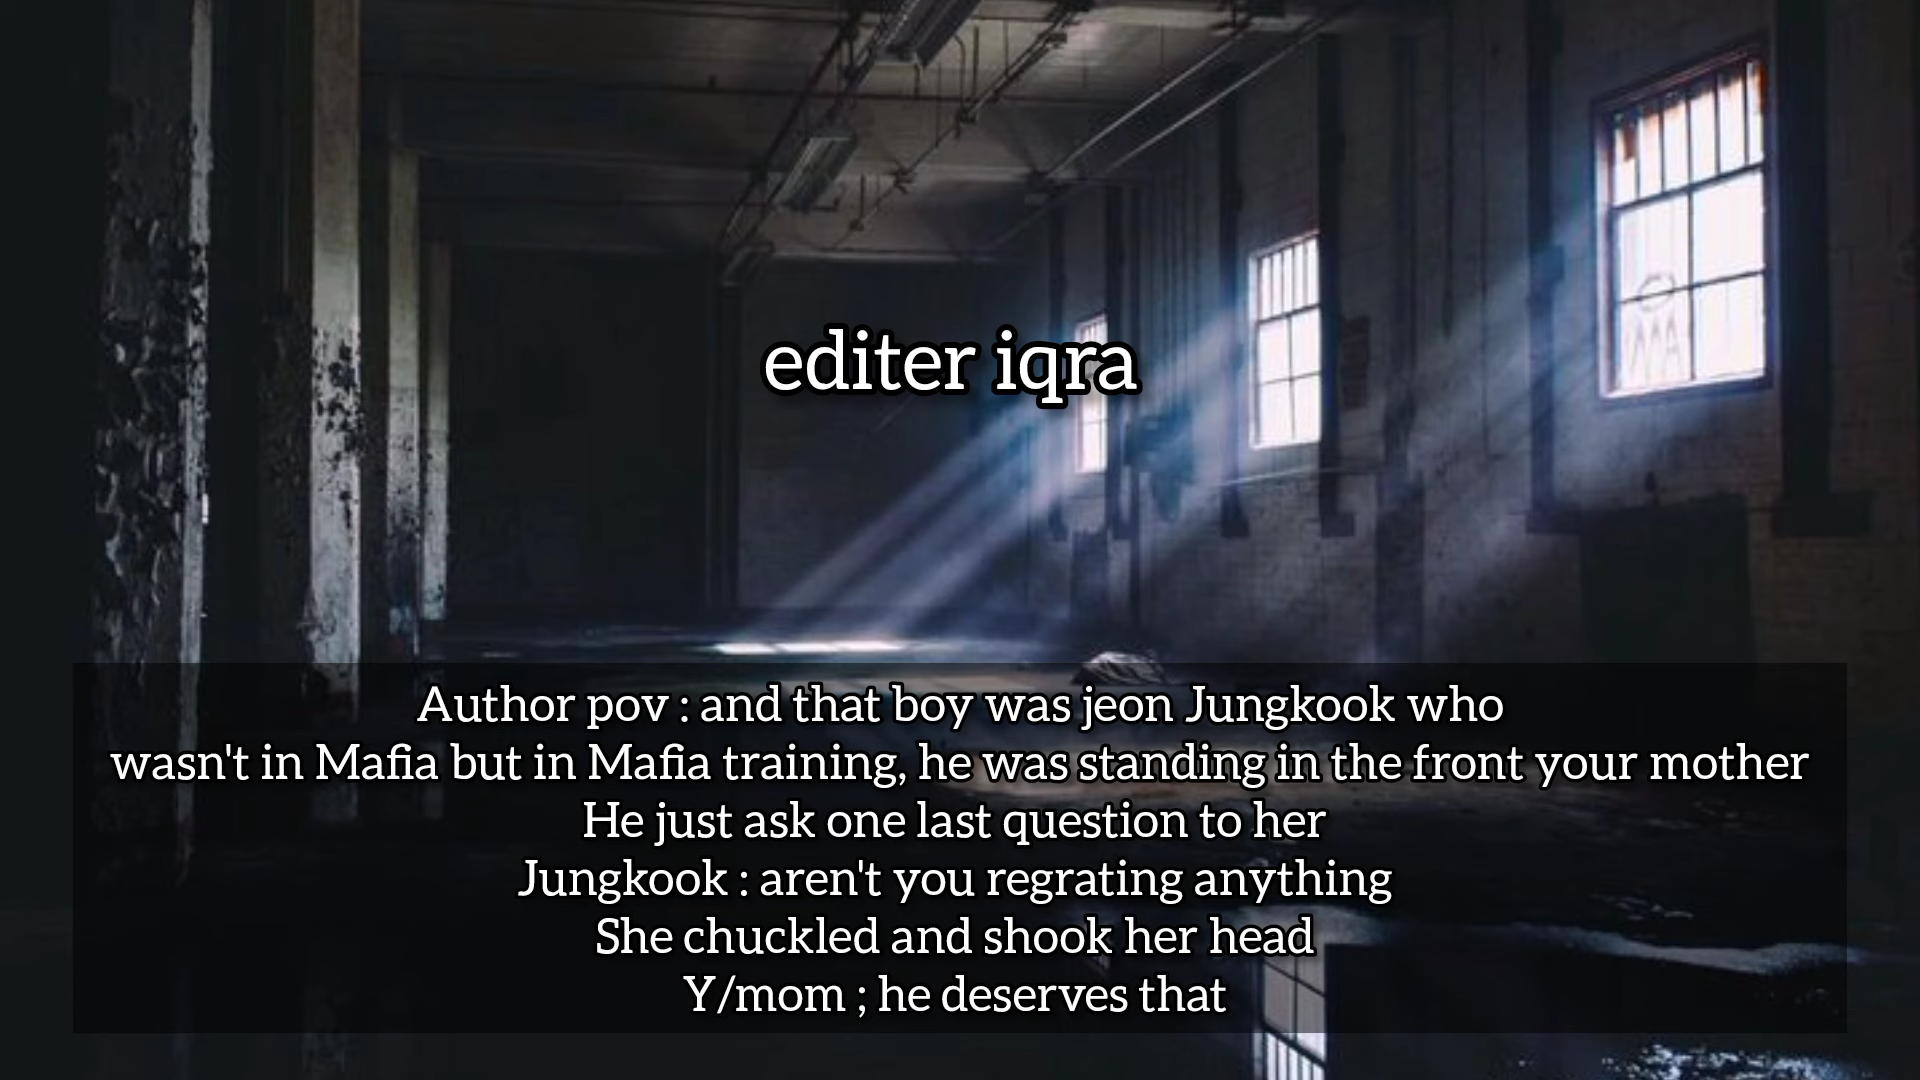 editer iqra
Author pov : and that boy was jeon Jungkook who
wasn't in Mafia but in Mafia training, he was standing in the front your mother
He just ask one last question to her
Jungkook : aren't you regrating anything
She chuckled and shook her head
Y/mom ; he deserves that